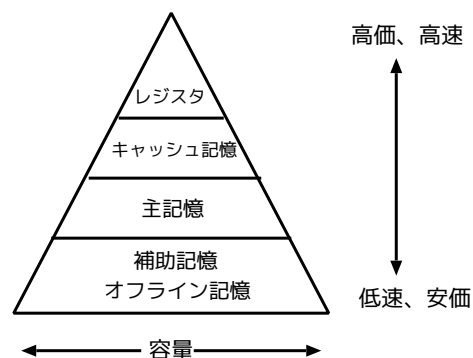 高価、高速
レジスタ
キャッシュ記憶
主記憶
補助記憶
オフライン記憶
低速、安価
容量